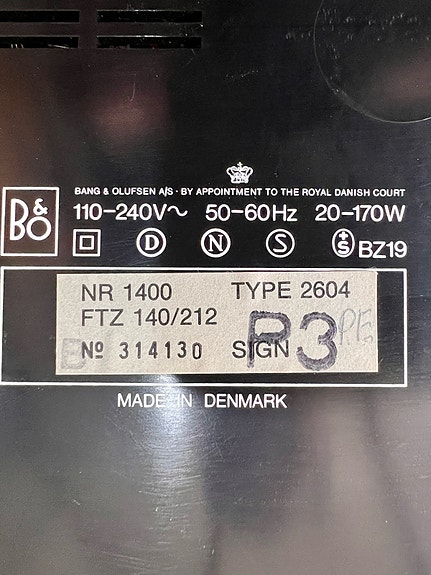 BANG & OLUFSEN A/S · BY APPOINTMENT TO THE ROYAL DANISH COURT
B&O
110-240V~ 50-60Hz 20-170W
D N S +S BZ19
NR 1400 TYPE 2604
FTZ 140/212
Nº 314130 SIGN P3 PE
MADE IN DENMARK